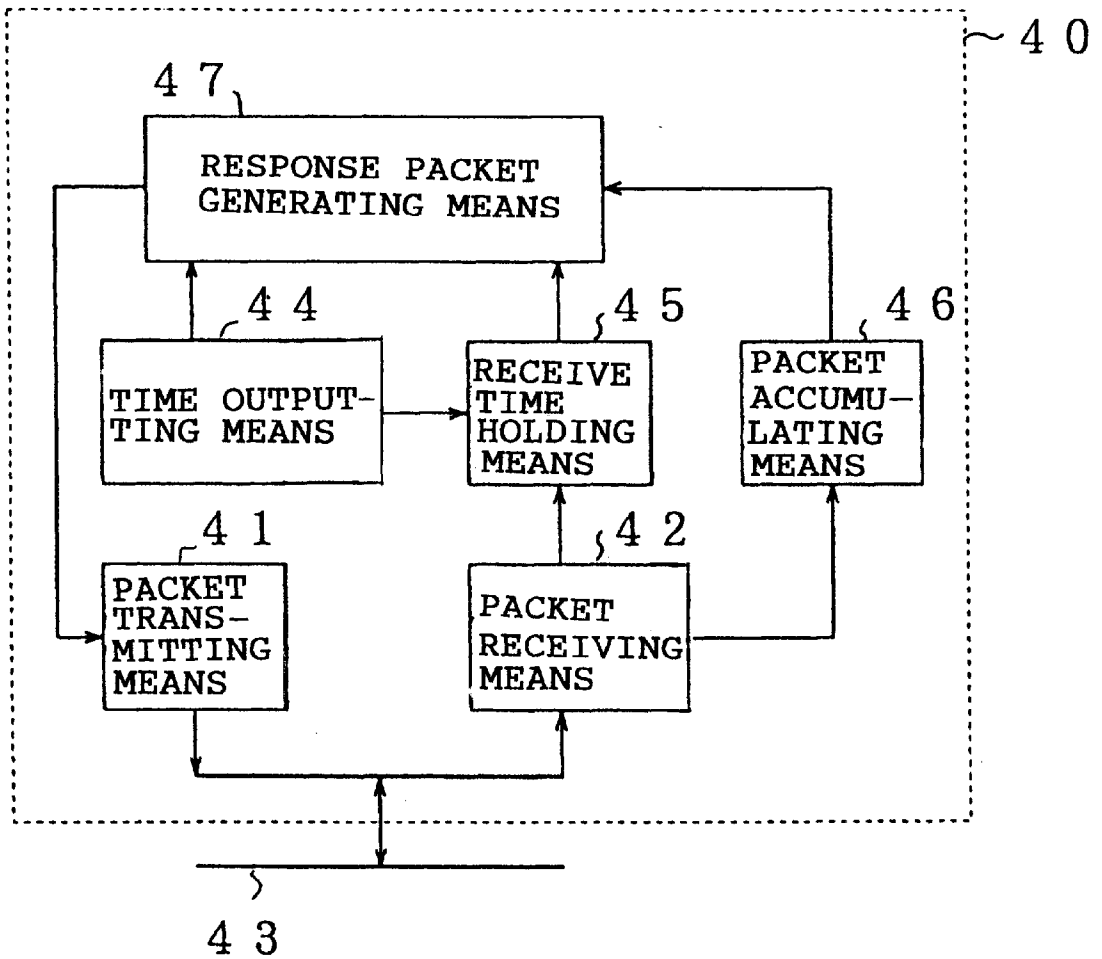 40
47
RESPONSE PACKET
GENERATING MEANS
44
TIME OUTPUT-
TING MEANS
45
RECEIVE
TIME
HOLDING
MEANS
46
PACKET
ACCUMU-
LATING
MEANS
41
PACKET
TRANS-
MITTING
MEANS
42
PACKET
RECEIVING
MEANS
43